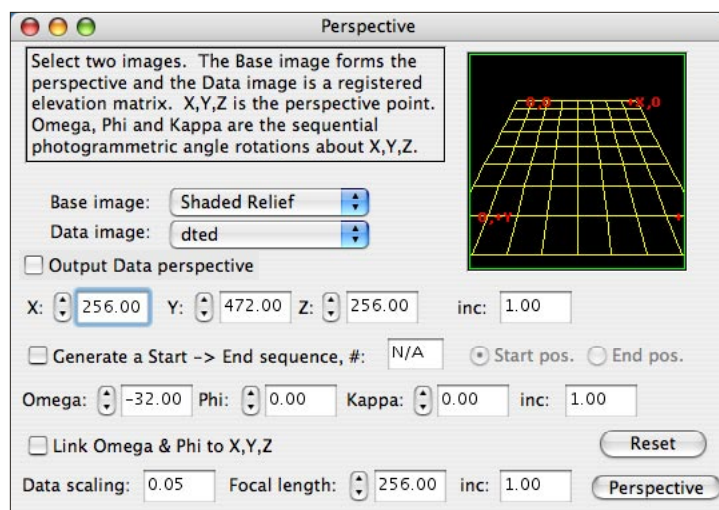 Perspective
Select two images. The Base image forms the
perspective and the Data image is a registered
elevation matrix. X,Y,Z is the perspective point.
Omega, Phi and Kappa are the sequential
photogrammetric angle rotations about X,Y,Z.
0,0 +X,0
0,+Y +
Base image: Shaded Relief
Data image: dted
Output Data perspective
X: 256.00 Y: 472.00 Z: 256.00 inc: 1.00
Generate a Start -> End sequence, #: N/A Start pos. End pos.
Omega: -32.00 Phi: 0.00 Kappa: 0.00 inc: 1.00
Link Omega & Phi to X,Y,Z Reset
Data scaling: 0.05 Focal length: 256.00 inc: 1.00 Perspective